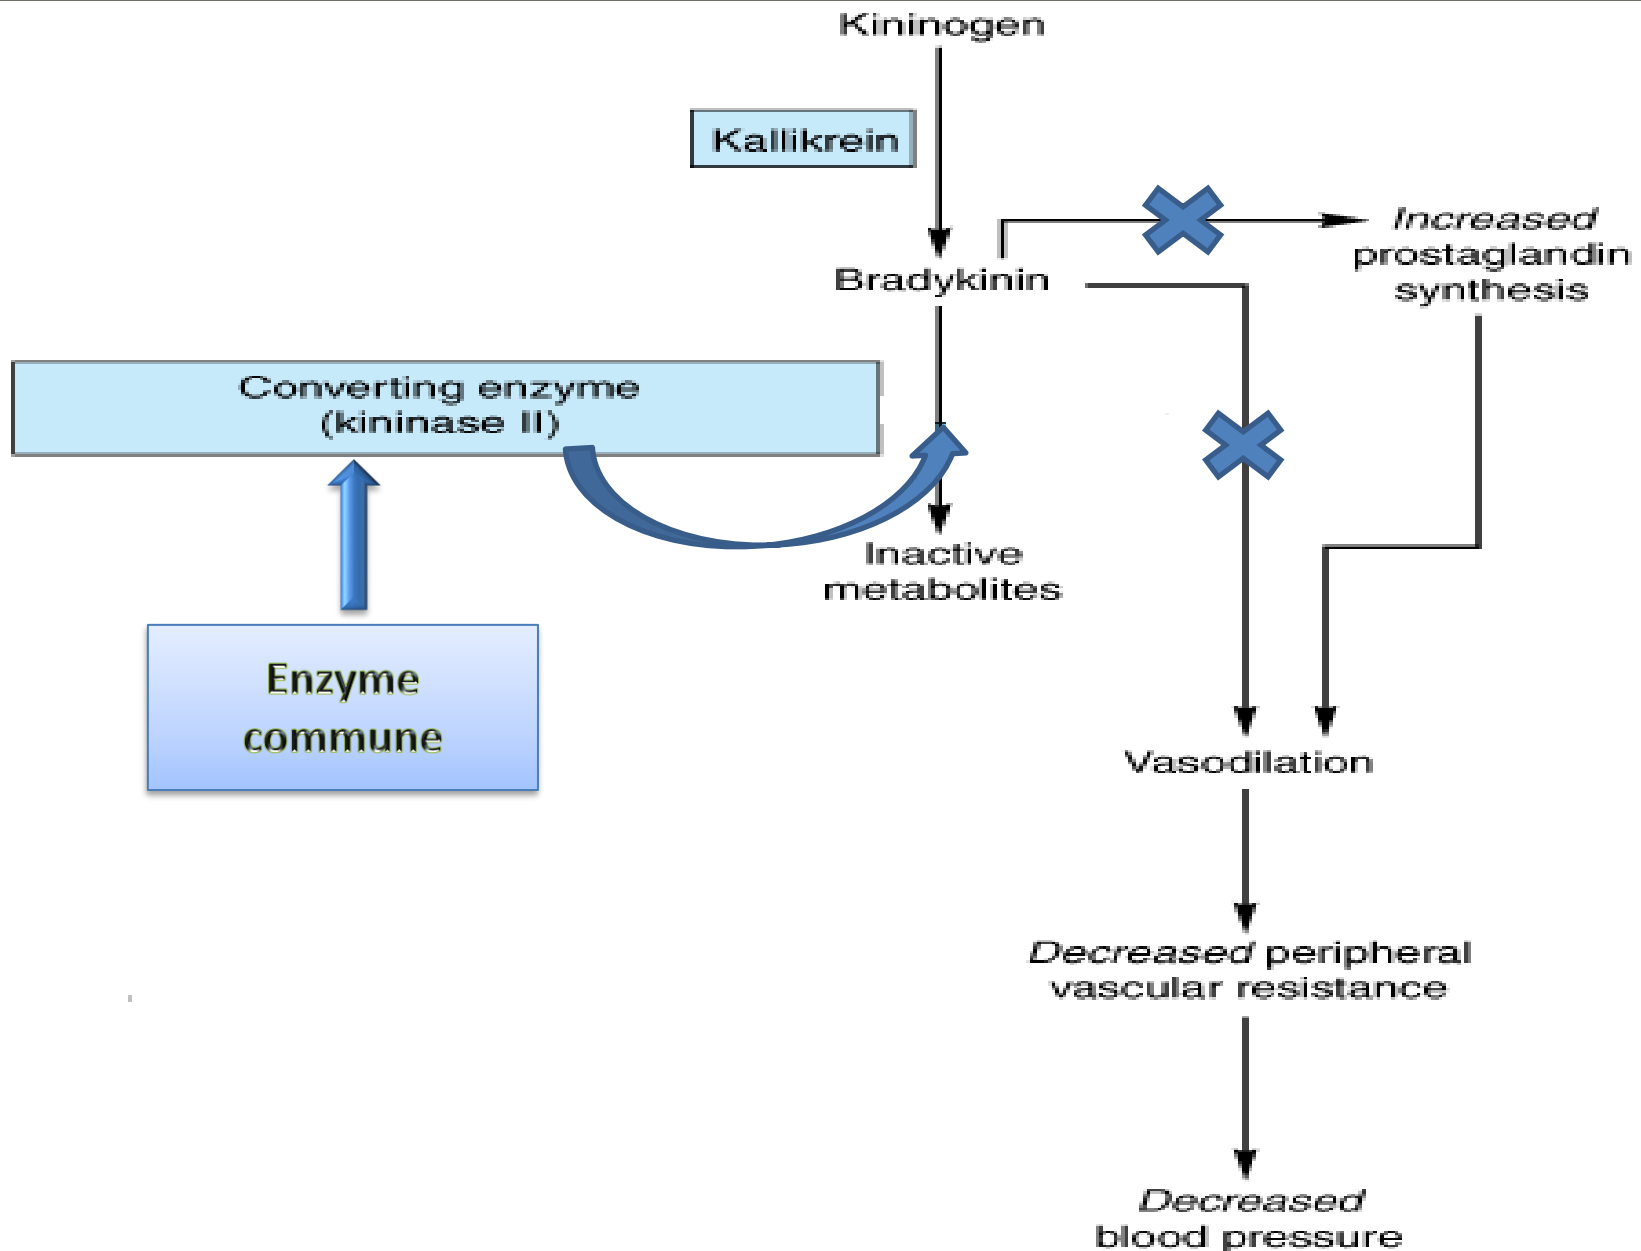 Kininogen
Kallikrein
Increased
prostaglandin
synthesis
Bradykinin
Converting enzyme
(kininase II)
Inactive
metabolites
Enzyme
commune
Vasodilation
Decreased peripheral
vascular resistance
Decreased
blood pressure